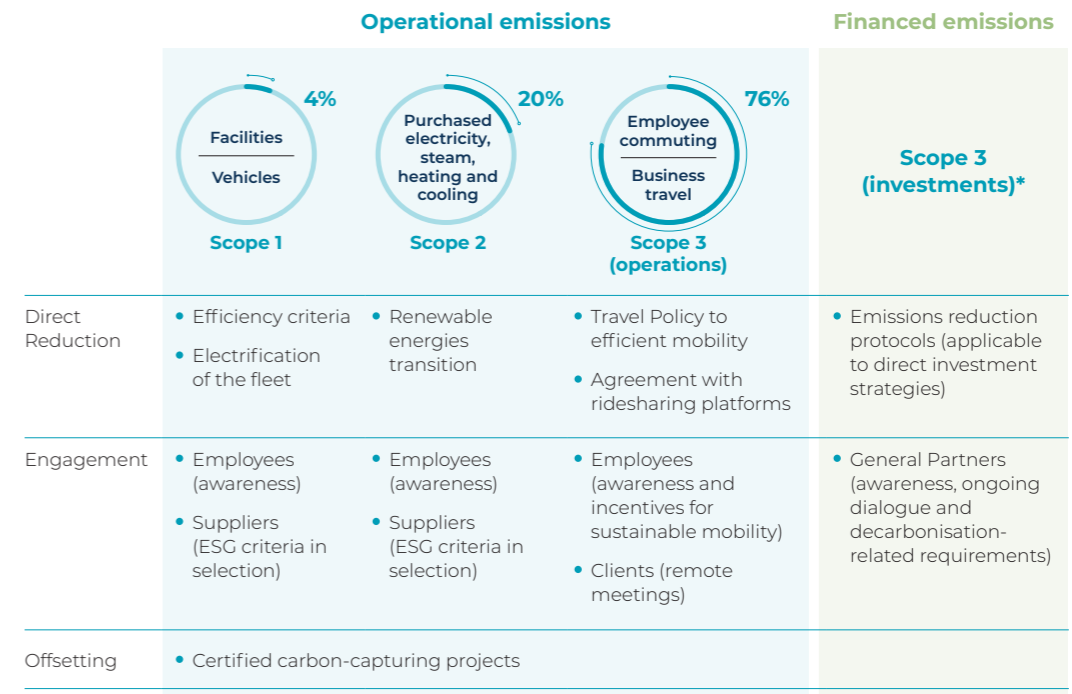 Operational emissions
Financed emissions
4%
Facilities
Vehicles
Scope 1
20%
Purchased
electricity,
steam,
heating and
cooling
Scope 2
76%
Employee
commuting
Business
travel
Scope 3
(operations)
Scope 3
(investments)*
Direct
Reduction
• Efficiency criteria
• Electrification
of the fleet
• Renewable
energies
transition
• Travel Policy to
efficient mobility
• Agreement with
ridesharing platforms
• Emissions reduction
protocols (applicable
to direct investment
strategies)
Engagement
• Employees
(awareness)
• Suppliers
(ESG criteria in
selection)
• Employees
(awareness)
• Suppliers
(ESG criteria in
selection)
• Employees
(awareness and
incentives for
sustainable mobility)
• Clients (remote
meetings)
• General Partners
(awareness, ongoing
dialogue and
decarbonisation-
related requirements)
Offsetting
• Certified carbon-capturing projects